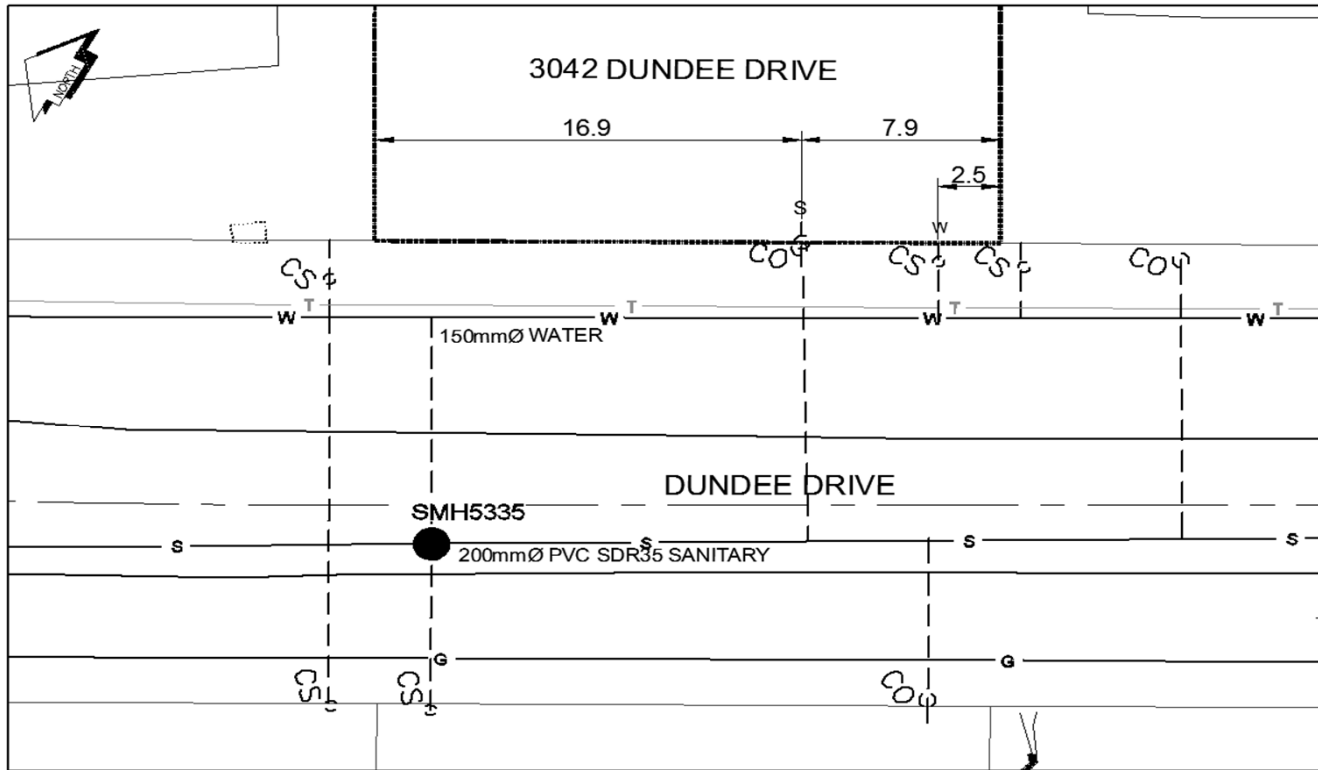 NORTH
3042 DUNDEE DRIVE
16.9
7.9
2.5
S
W
CS
CO
CS
CS
CO
T
T
T
T
W
W
W
W
150mmØ WATER
DUNDEE DRIVE
SMH5335
S
S
S
S
200mmØ PVC SDR35 SANITARY
G
G
CS
CS
CO